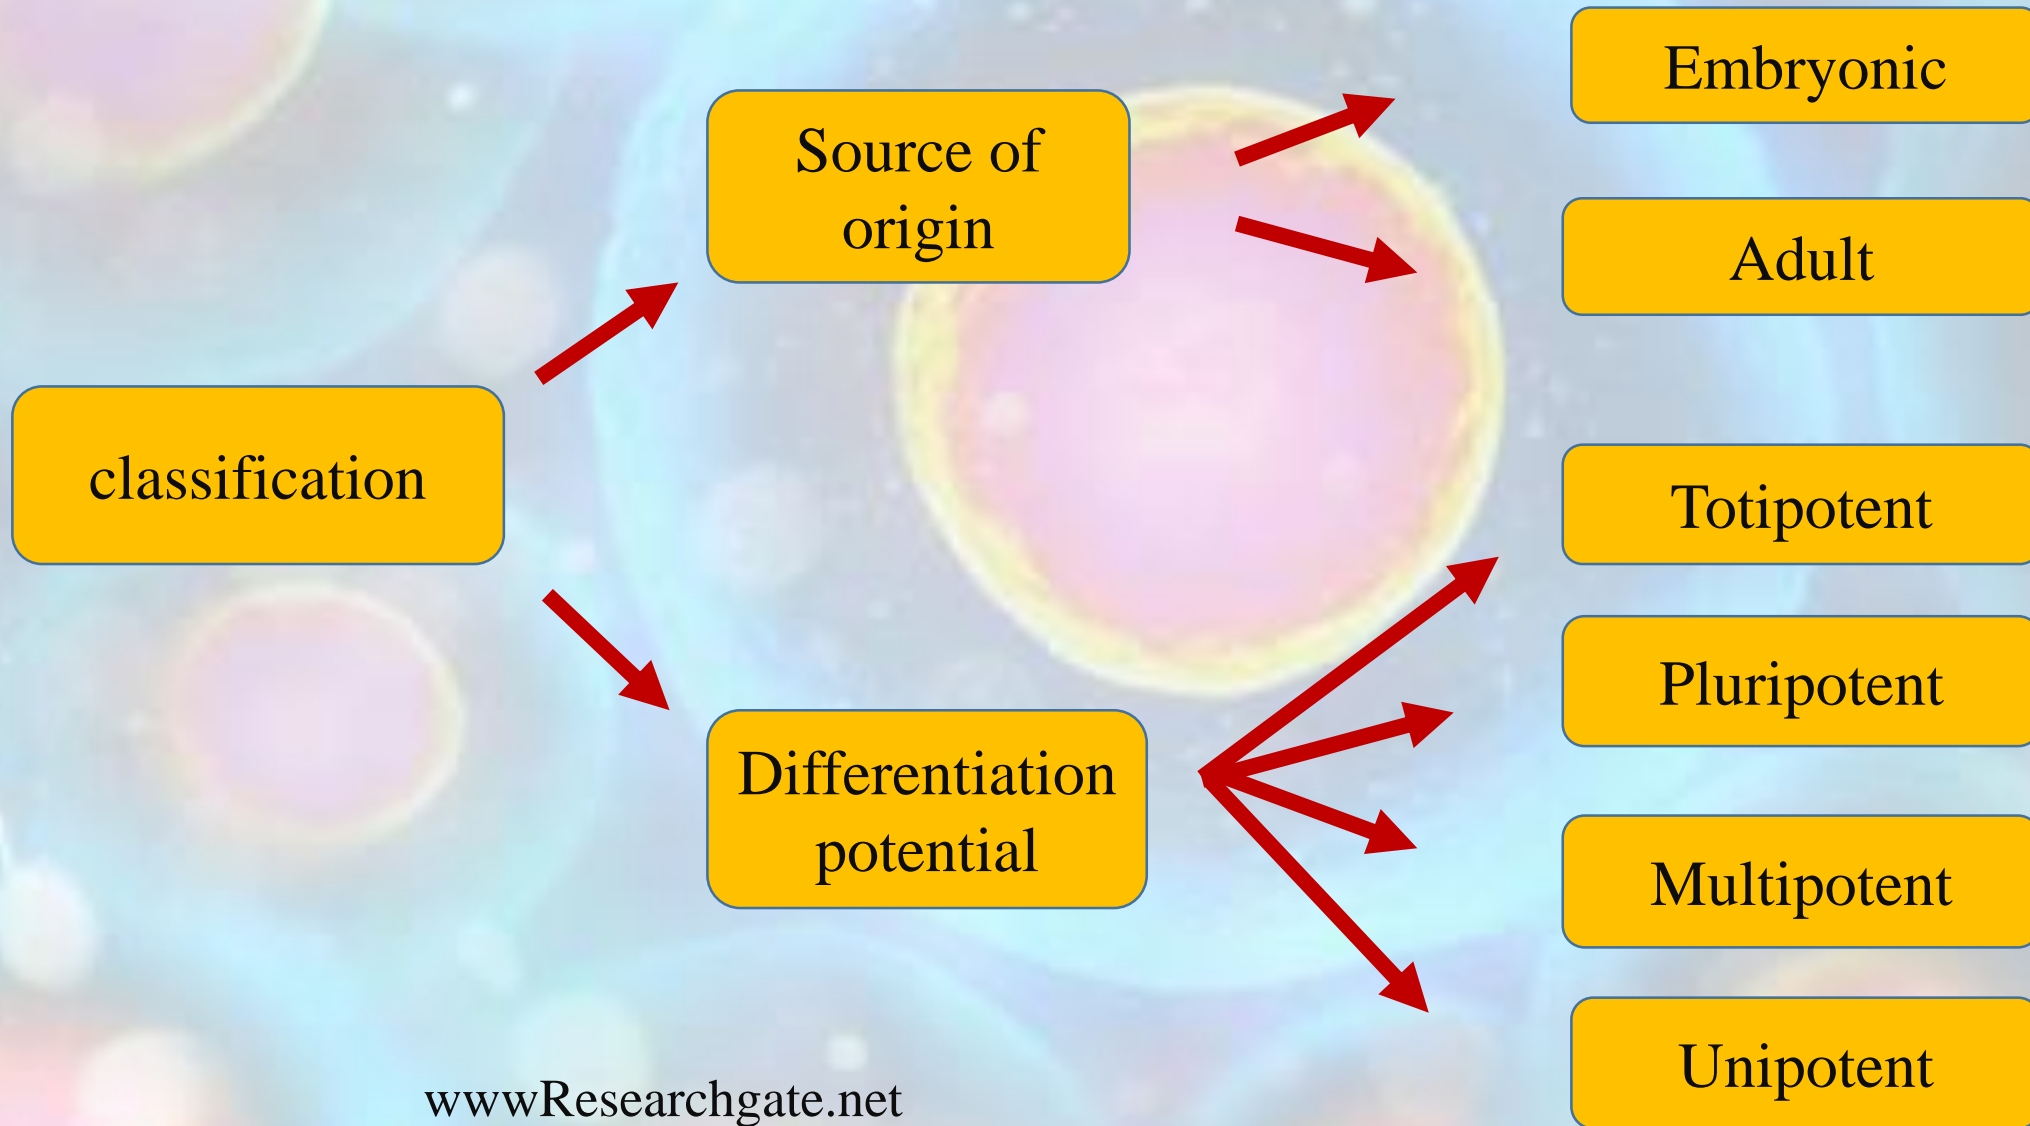 classification
Source of
origin
Differentiation
potential
Embryonic
Adult
Totipotent
Pluripotent
Multipotent
Unipotent
wwwResearchgate.net